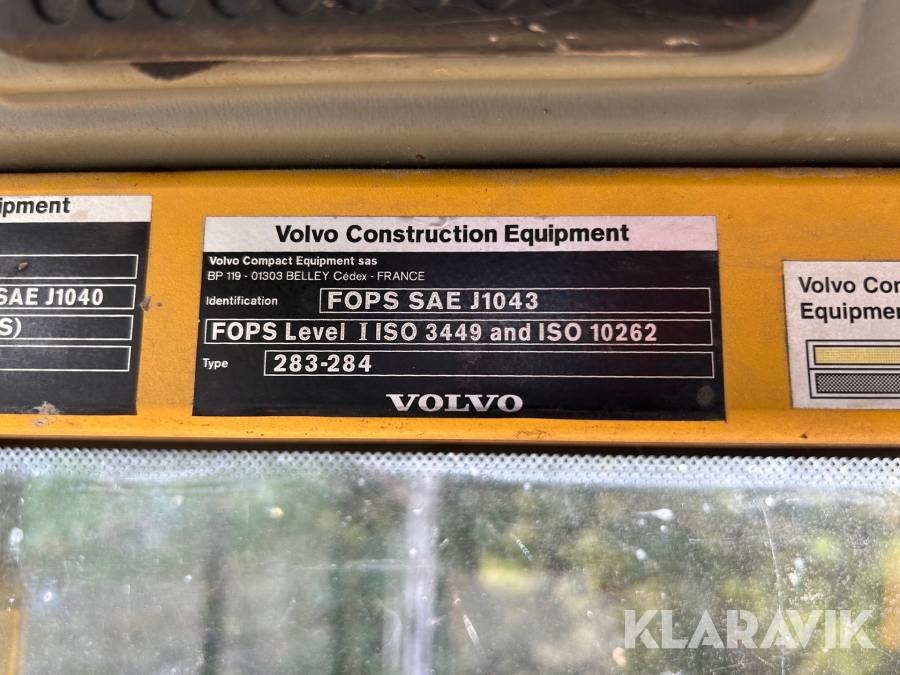 ipment
SAE J1040
S)
Volvo Construction Equipment
Volvo Compact Equipment sas
BP 119 - 01303 BELLEY Cédex - FRANCE
Identification FOPS SAE J1043
FOPS Level I ISO 3449 and ISO 10262
Type 283-284
VOLVO
Volvo Con
Equipmen
KLARAVIK